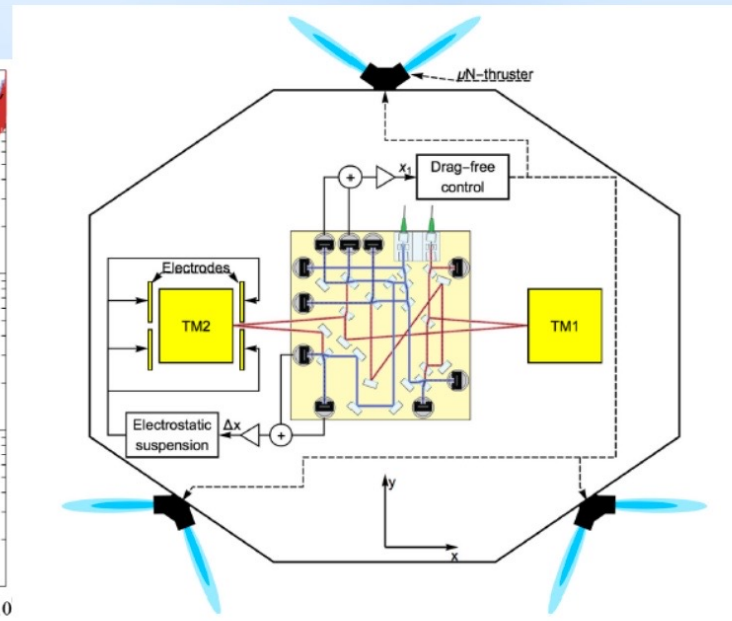 μN-thruster
x1
Drag-free
control
Electrodes
TM2
TM1
Electrostatic
suspension
Δx
+
+
y
x
0